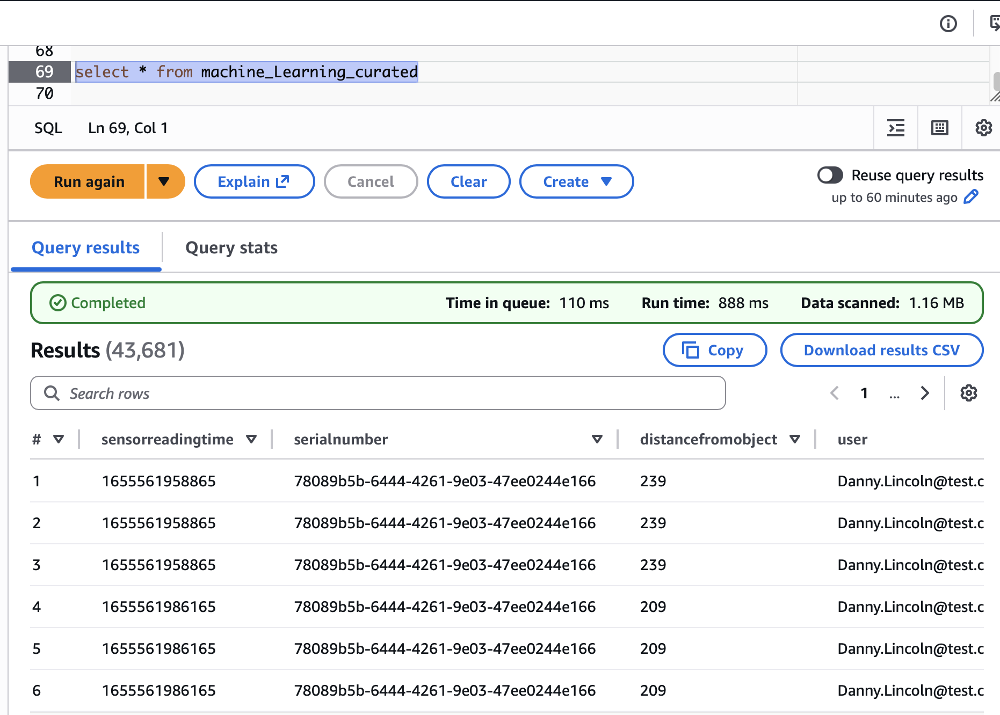 68
69 select * from machine_Learning_curated
70
SQL Ln 69, Col 1
Run again Explain Cancel Clear Create Reuse query results
up to 60 minutes ago
Query results Query stats
Completed Time in queue: 110 ms Run time: 888 ms Data scanned: 1.16 MB
Results (43,681) Copy Download results CSV
Search rows 1 ...
# sensorreadingtime serialnumber distancefromobject user
1 1655561958865 78089b5b-6444-4261-9e03-47ee0244e166 239 Danny.Lincoln@test.c
2 1655561958865 78089b5b-6444-4261-9e03-47ee0244e166 239 Danny.Lincoln@test.c
3 1655561958865 78089b5b-6444-4261-9e03-47ee0244e166 239 Danny.Lincoln@test.c
4 1655561986165 78089b5b-6444-4261-9e03-47ee0244e166 209 Danny.Lincoln@test.c
5 1655561986165 78089b5b-6444-4261-9e03-47ee0244e166 209 Danny.Lincoln@test.c
6 1655561986165 78089b5b-6444-4261-9e03-47ee0244e166 209 Danny.Lincoln@test.c